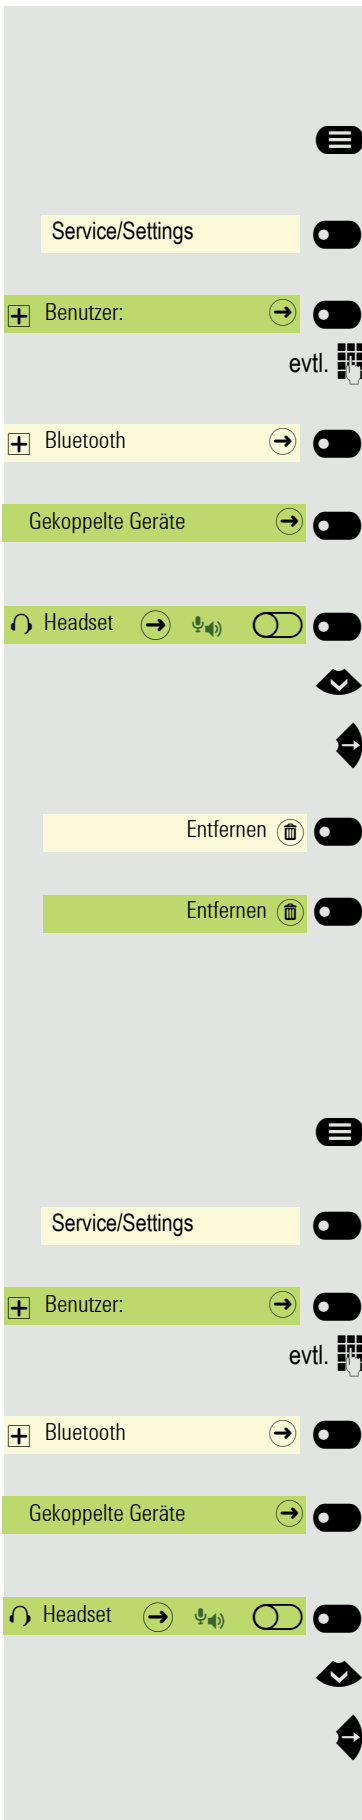 Service/Settings
Benutzer:
evtl.
Bluetooth
Gekoppelte Geräte
Headset
Entfernen
Entfernen
Service/Settings
Benutzer:
evtl.
Bluetooth
Gekoppelte Geräte
Headset